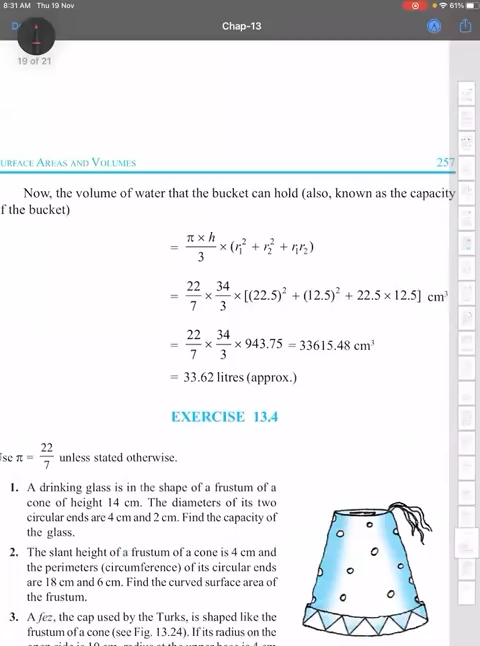 8:31 AM Thu 19 Nov
61%
Chap-13
19 of 21
URFACE AREAS AND VOLUMES 257
Now, the volume of water that the bucket can hold (also, known as the capacity
f the bucket)
= π × h / 3 × (r₁² + r₂² + r₁r₂)
= 22/7 × 34/3 × [(22.5)² + (12.5)² + 22.5 × 12.5] cm³
= 22/7 × 34/3 × 943.75 = 33615.48 cm³
= 33.62 litres (approx.)
EXERCISE 13.4
Use π = 22/7 unless stated otherwise.
1. A drinking glass is in the shape of a frustum of a
cone of height 14 cm. The diameters of its two
circular ends are 4 cm and 2 cm. Find the capacity of
the glass.
2. The slant height of a frustum of a cone is 4 cm and
the perimeters (circumference) of its circular ends
are 18 cm and 6 cm. Find the curved surface area of
the frustum.
3. A fez, the cap used by the Turks, is shaped like the
frustum of a cone (see Fig. 13.24). If its radius on the